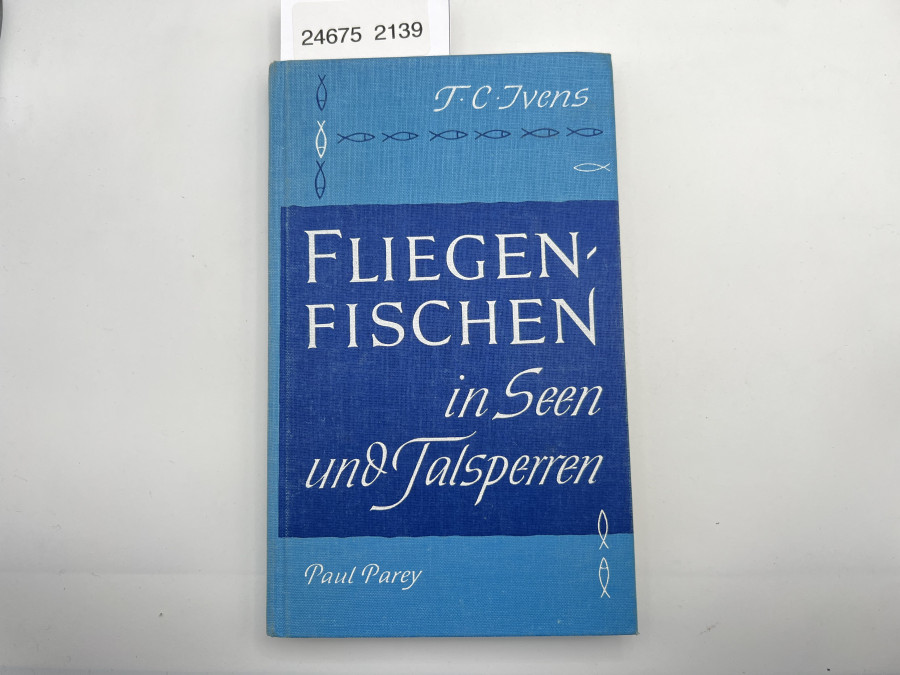 24675 2139
T. C. Ivens
FLIEGEN-
FISCHEN
in Seen
und Talsperren
Paul Parey